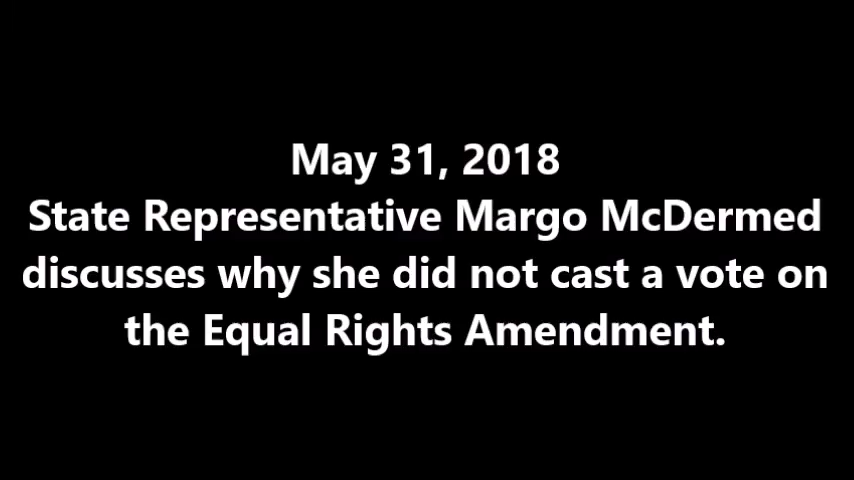 May 31, 2018
State Representative Margo McDermed
discusses why she did not cast a vote on
the Equal Rights Amendment.